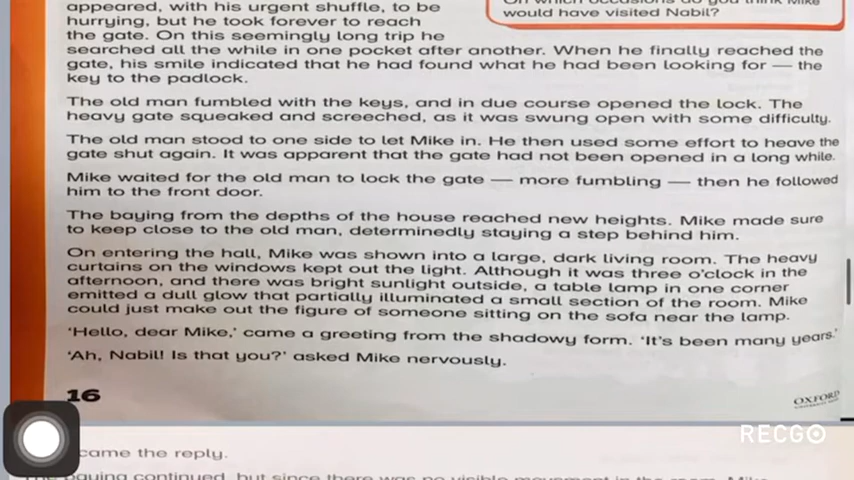 appeared, with his urgent shuffle, to be
hurrying, but he took forever to reach
the gate. On this seemingly long trip he
searched all the while in one pocket after another. When he finally reached the
gate, his smile indicated that he had found what he had been looking for — the
key to the padlock.
would have visited Nabil?
The old man fumbled with the keys, and in due course opened the lock. The
heavy gate squeaked and screeched, as it was swung open with some difficulty.
The old man stood to one side to let Mike in. He then used some effort to heave the
gate shut again. It was apparent that the gate had not been opened in a long while.
Mike waited for the old man to lock the gate — more fumbling — then he followed
him to the front door.
The baying from the depths of the house reached new heights. Mike made sure
to keep close to the old man, determinedly staying a step behind him.
On entering the hall, Mike was shown into a large, dark living room. The heavy
curtains on the windows kept out the light. Although it was three o'clock in the
afternoon, and there was bright sunlight outside, a table lamp in one corner
emitted a dull glow that partially illuminated a small section of the room. Mike
could just make out the figure of someone sitting on the sofa near the lamp.
'Hello, dear Mike,' came a greeting from the shadowy form. 'It's been many years.'
'Ah, Nabil! Is that you?' asked Mike nervously.
16
OXFORD
RECGO
came the reply.
baying continued, but since there was no visible movement in the room, Mike